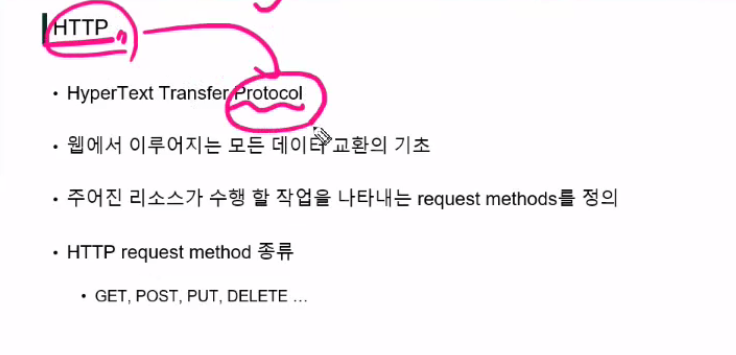 HTTP
• HyperText Transfer Protocol
• 웹에서 이루어지는 모든 데이터 교환의 기초
• 주어진 리소스가 수행 할 작업을 나타내는 request methods를 정의
• HTTP request method 종류
• GET, POST, PUT, DELETE …